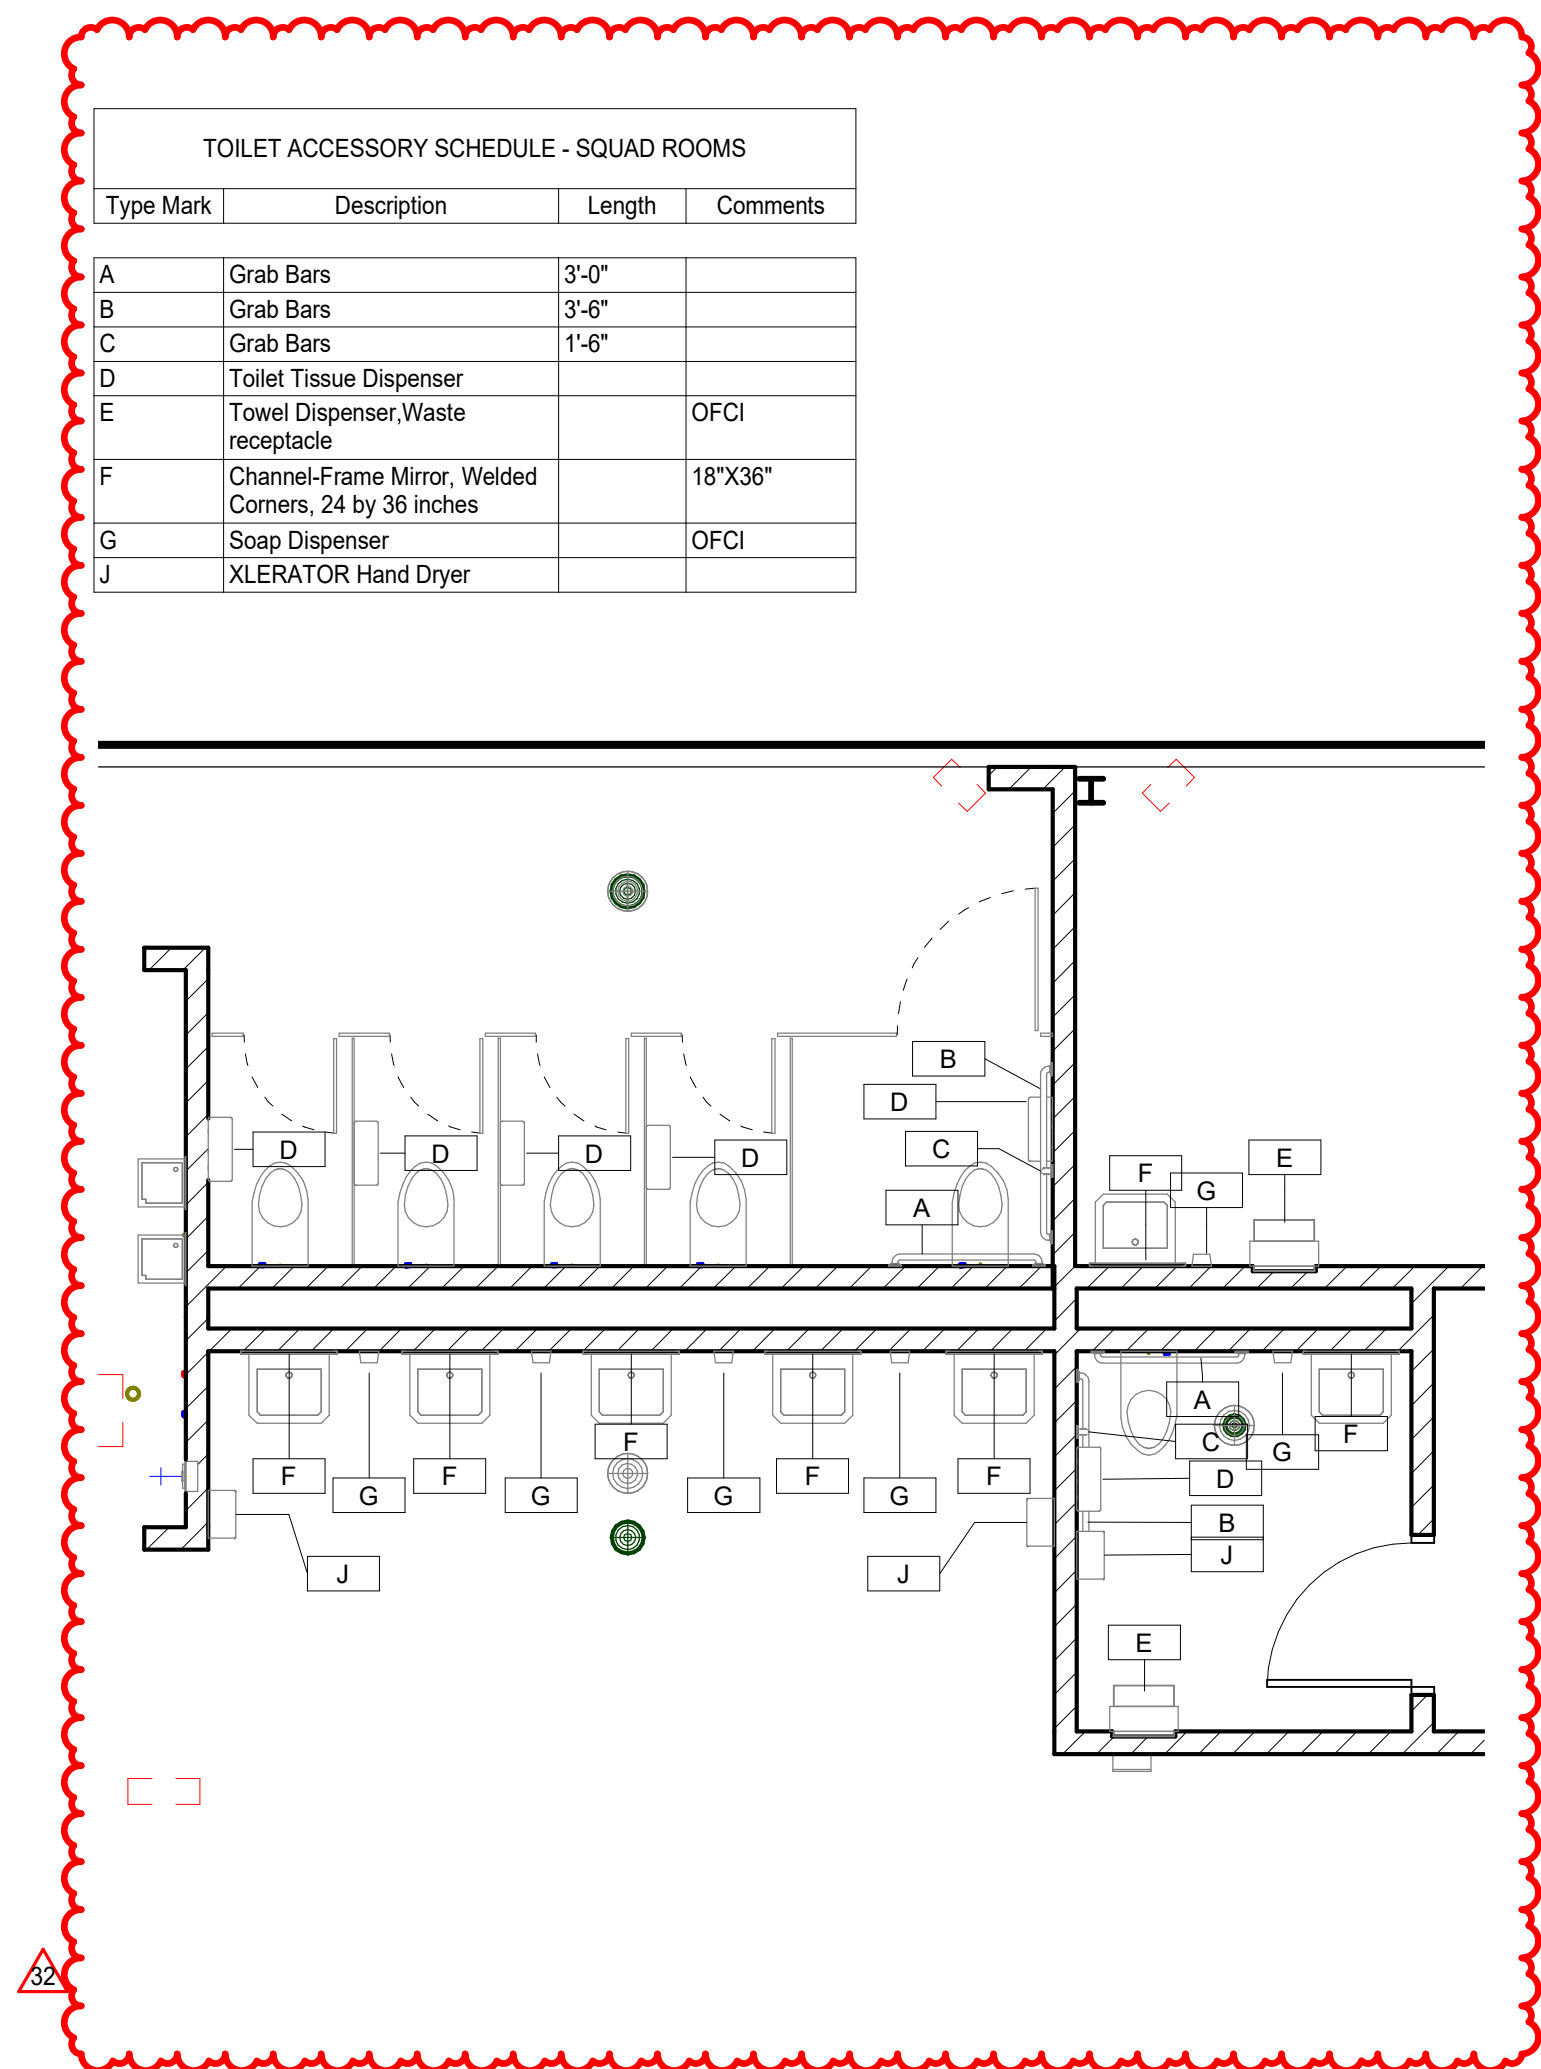 TOILET ACCESSORY SCHEDULE - SQUAD ROOMS
Type Mark Description Length Comments
A Grab Bars 3'-0"
B Grab Bars 3'-6"
C Grab Bars 1'-6"
D Toilet Tissue Dispenser
E Towel Dispenser,Waste OFCI
receptacle
F Channel-Frame Mirror, Welded 18"X36"
Corners, 24 by 36 inches
G Soap Dispenser OFCI
J XLERATOR Hand Dryer
B
D
C
D
D
D
D
A
F
G
E
A
C
D
B
J
G
F
F
F
F
F
F
G
G
G
G
J
J
E
32